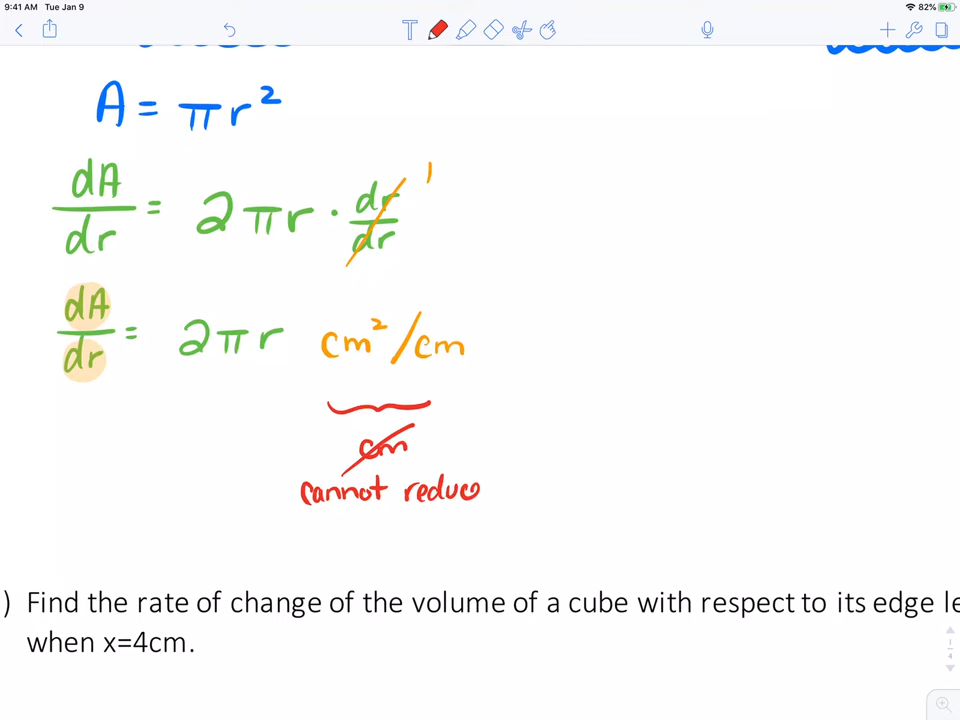 9:41 AM Tue Jan 9
82%
T
A = πr²
dA/dr = 2πr · dr/dr 1
dA/dr = 2πr cm²/cm
cm
cannot reduce
) Find the rate of change of the volume of a cube with respect to its edge le
when x=4cm.
1
4